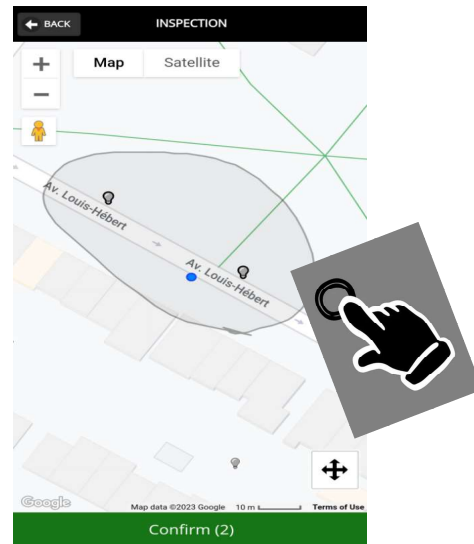 BACK
INSPECTION
+
Map
Satellite
−
Av. Louis-Hébert
Av. Louis-Hébert
Google
Map data ©2023 Google
10 m
Terms of Use
Confirm (2)